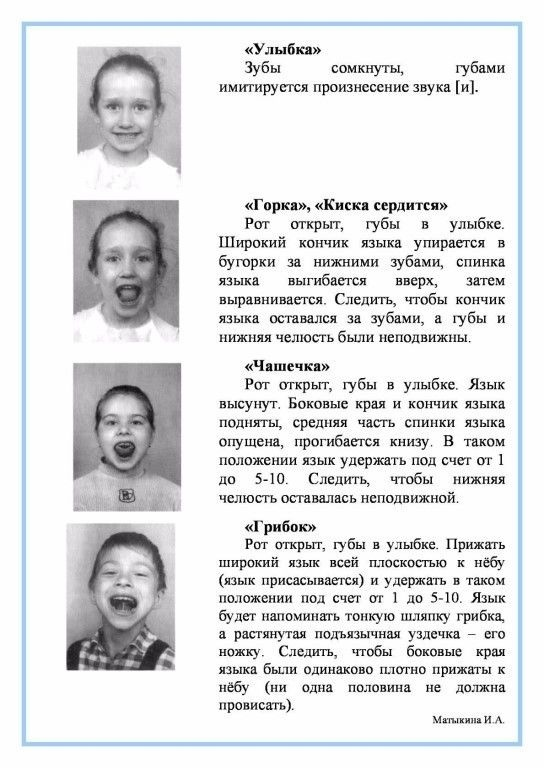 «Улыбка»
Зубы сомкнуты, губами
имитируется произнесение звука [и].
«Горка», «Киска сердится»
Рот открыт, губы в улыбке.
Широкий кончик языка упирается в
бугорки за нижними зубами, спинка
языка выгибается вверх, затем
выравнивается. Следить, чтобы кончик
языка оставался за зубами, а губы и
нижняя челюсть были неподвижны.
«Чашечка»
Рот открыт, губы в улыбке. Язык
высунут. Боковые края и кончик языка
подняты, средняя часть спинки языка
опущена, прогибается книзу. В таком
положении язык удержать под счет от 1
до 5-10. Следить, чтобы нижняя
челюсть оставалась неподвижной.
«Грибок»
Рот открыт, губы в улыбке. Прижать
широкий язык всей плоскостью к нёбу
(язык присасывается) и удержать в таком
положении под счет от 1 до 5-10. Язык
будет напоминать тонкую шляпку грибка,
а растянутая подъязычная уздечка – его
ножку. Следить, чтобы боковые края
языка были одинаково плотно прижаты к
нёбу (ни одна половина не должна
провисать).
Матыкина И.А.